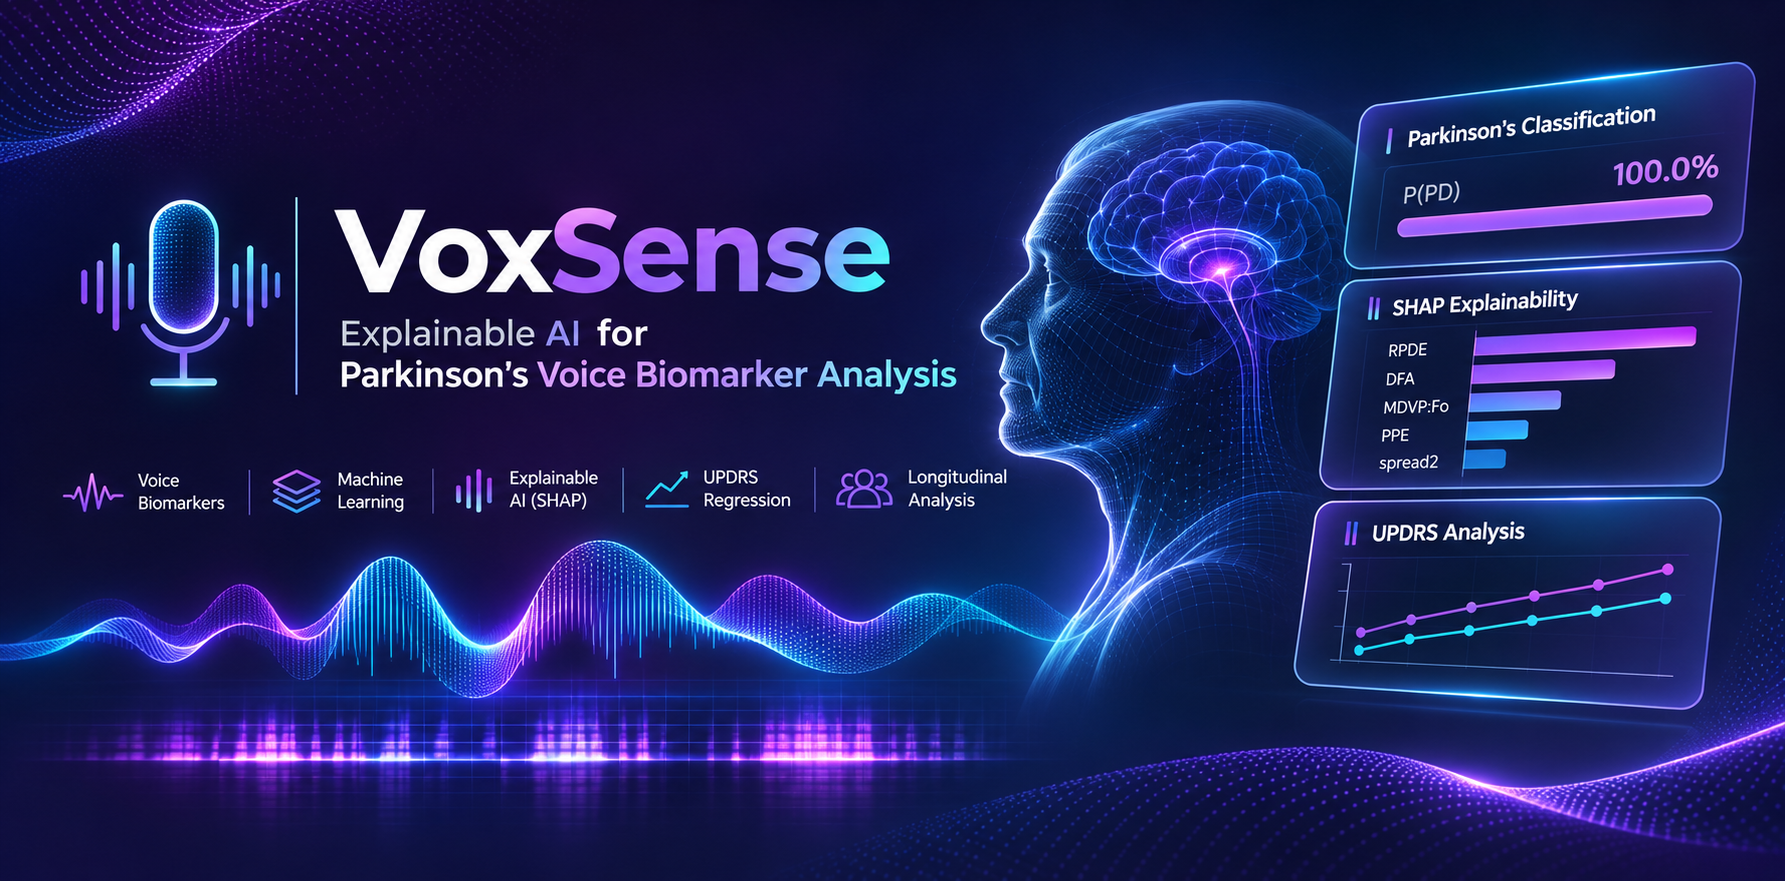 VoxSense
Explainable AI for
Parkinson's Voice Biomarker Analysis
Voice
Biomarkers
Machine
Learning
Explainable
AI (SHAP)
UPDRS
Regression
Longitudinal
Analysis
Parkinson's Classification
P(PD) 100.0%
SHAP Explainability
RPDE
DFA
MDVP:Fo
PPE
spread2
UPDRS Analysis